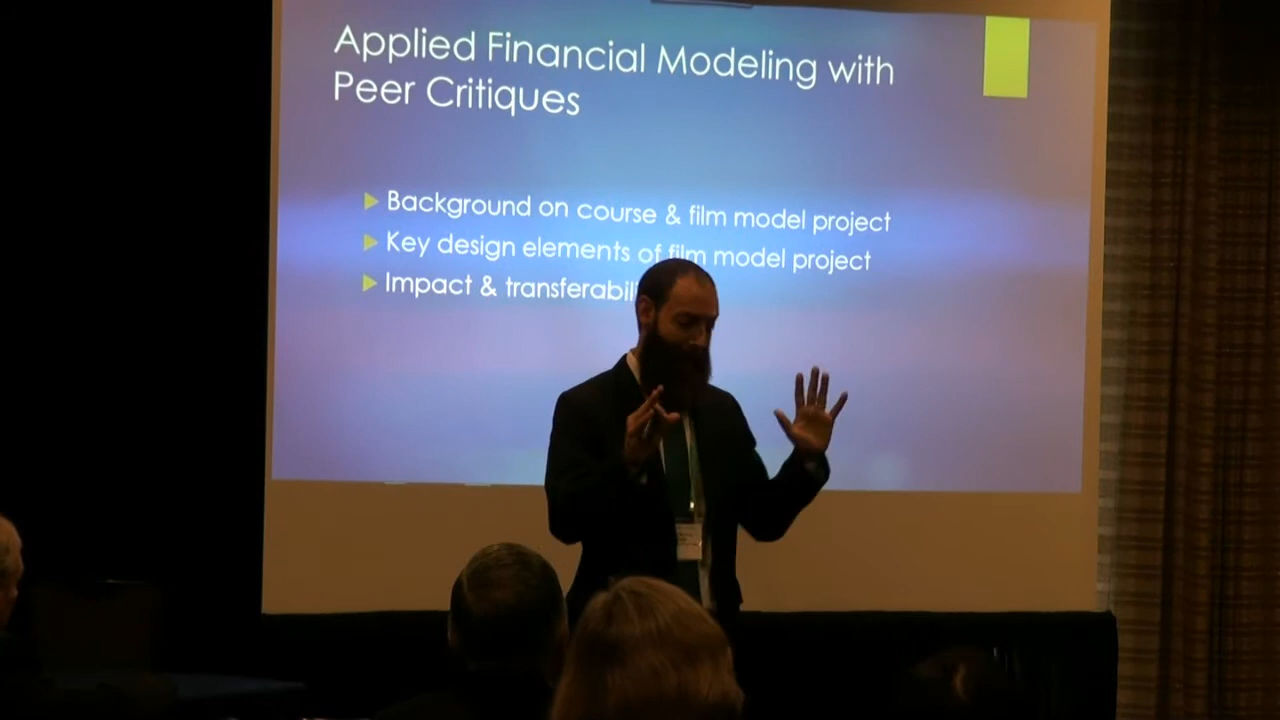 Applied Financial Modeling with
Peer Critiques
Background on course & film model project
Key design elements of film model project
Impact &